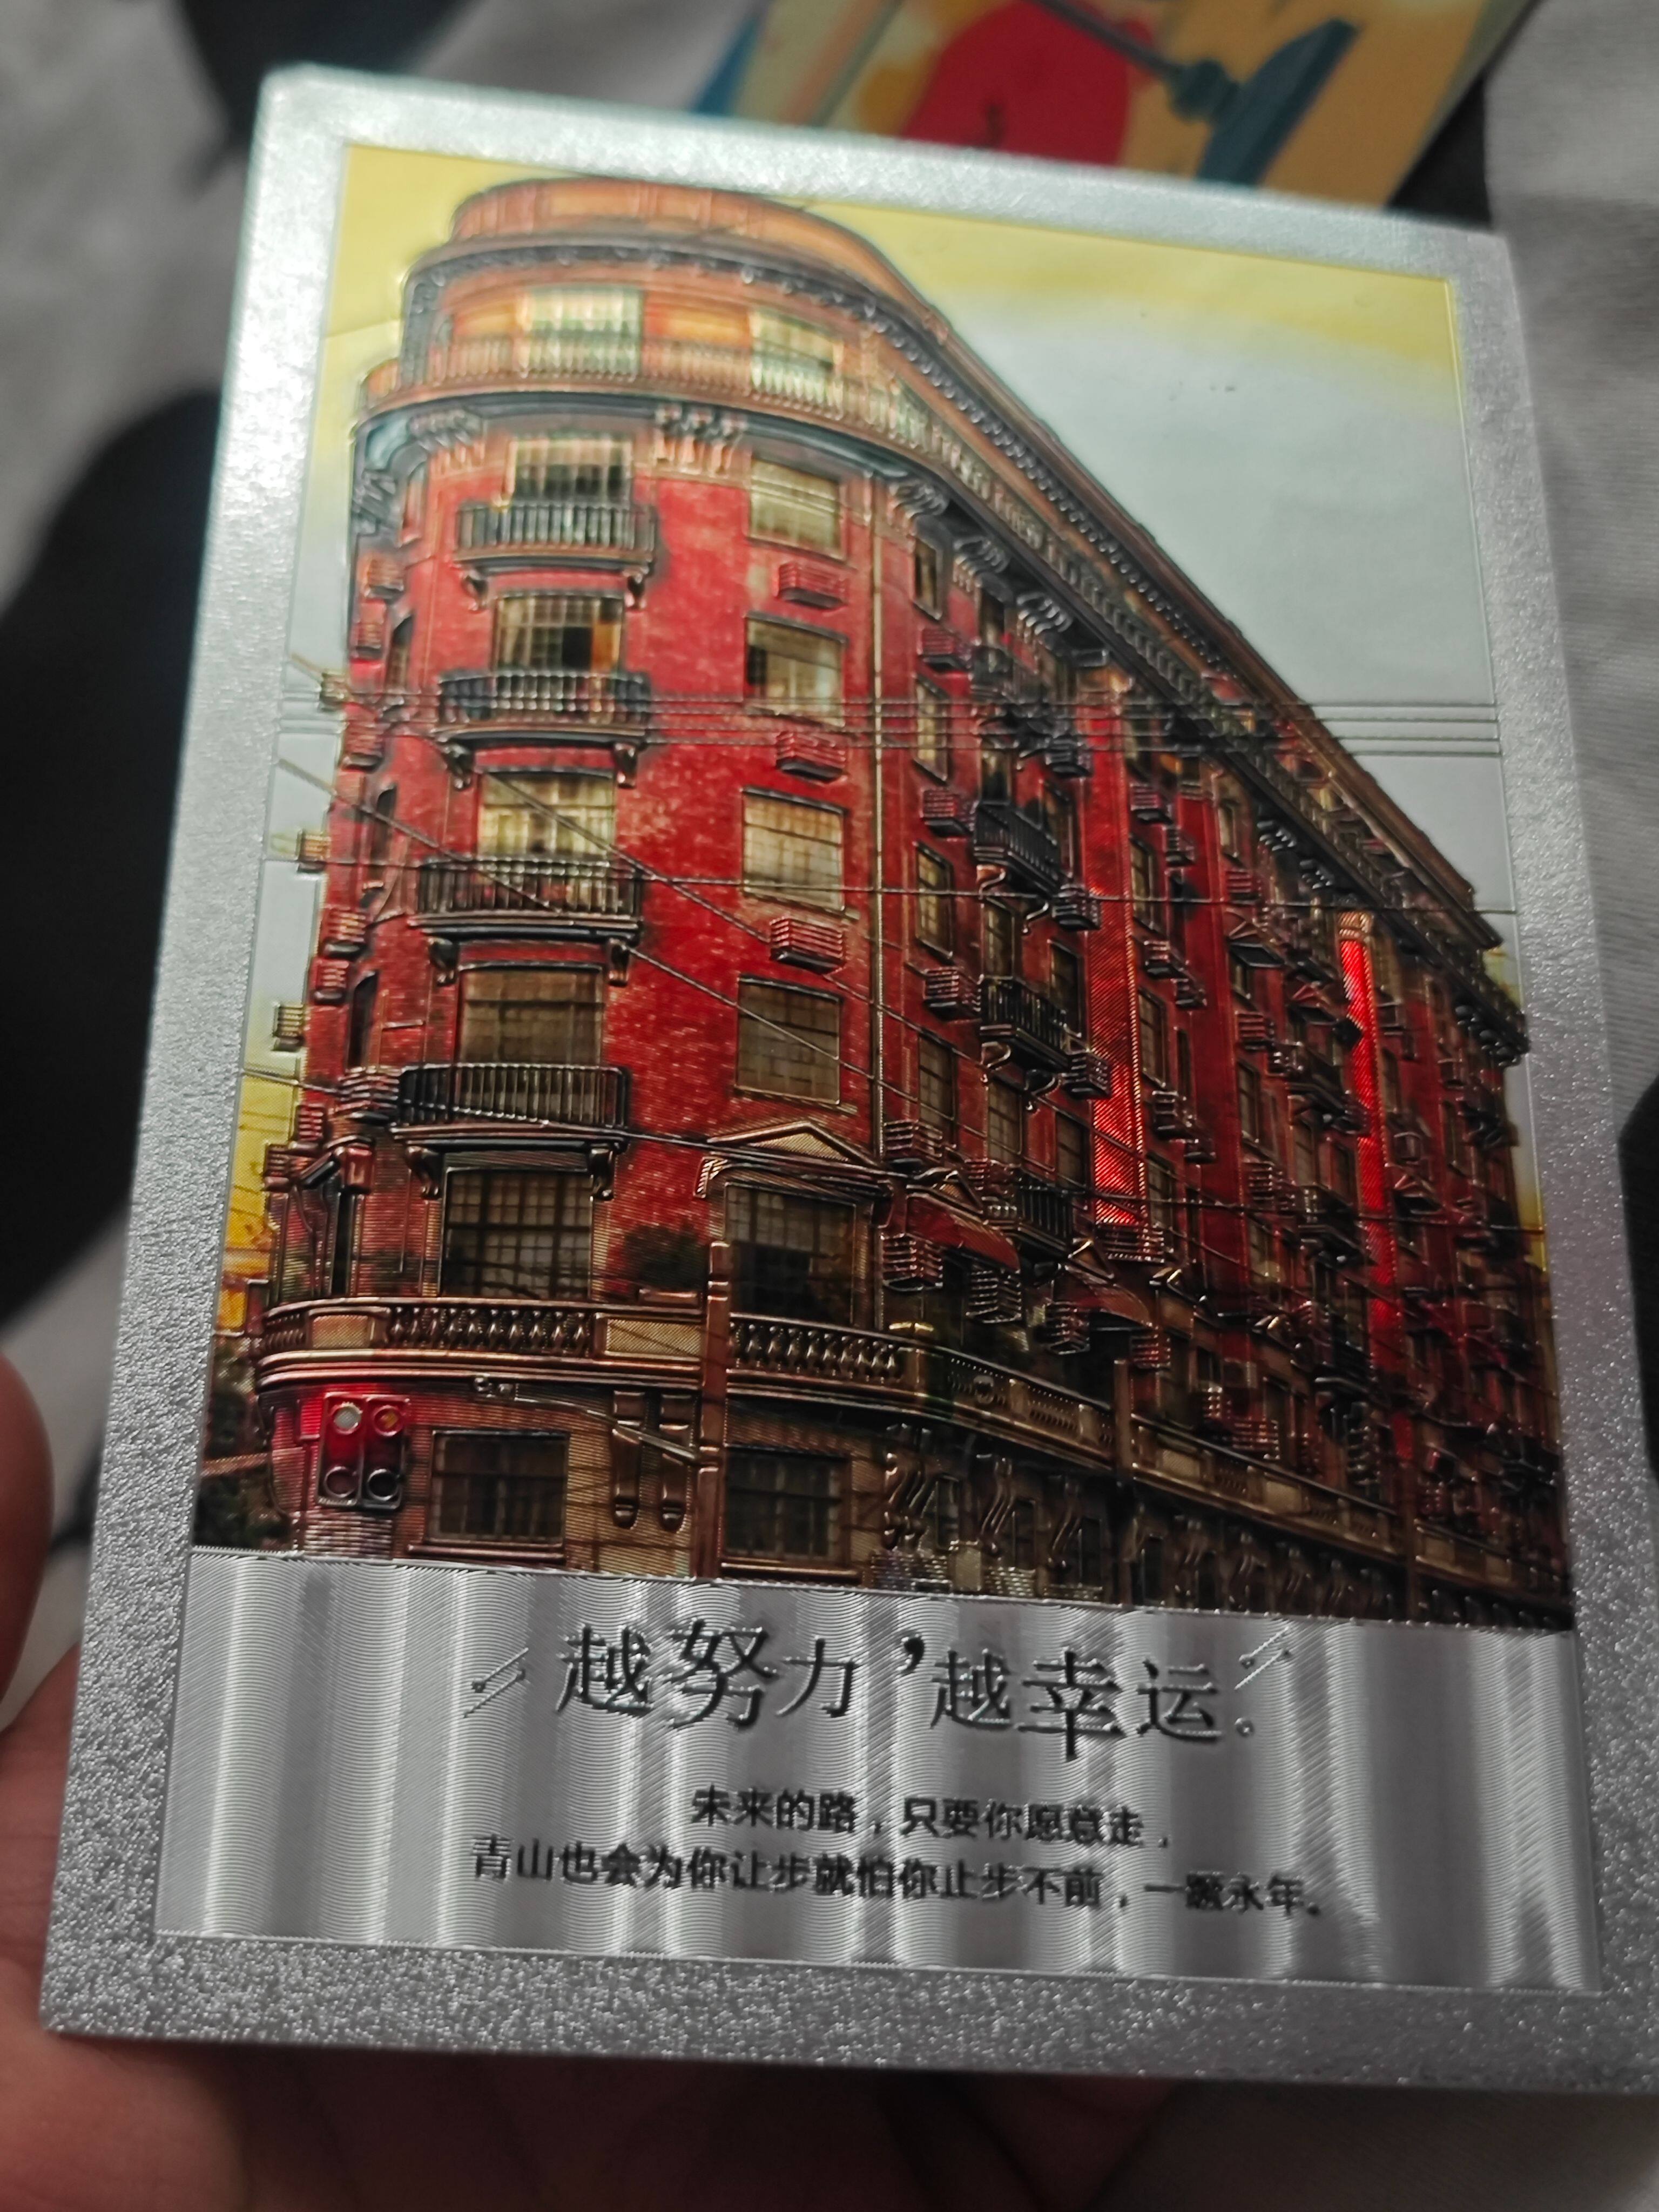 越努力，越幸运。
未来的路，只要你愿意走，
青山也会为你让步就怕你止步不前，一蹶永年。